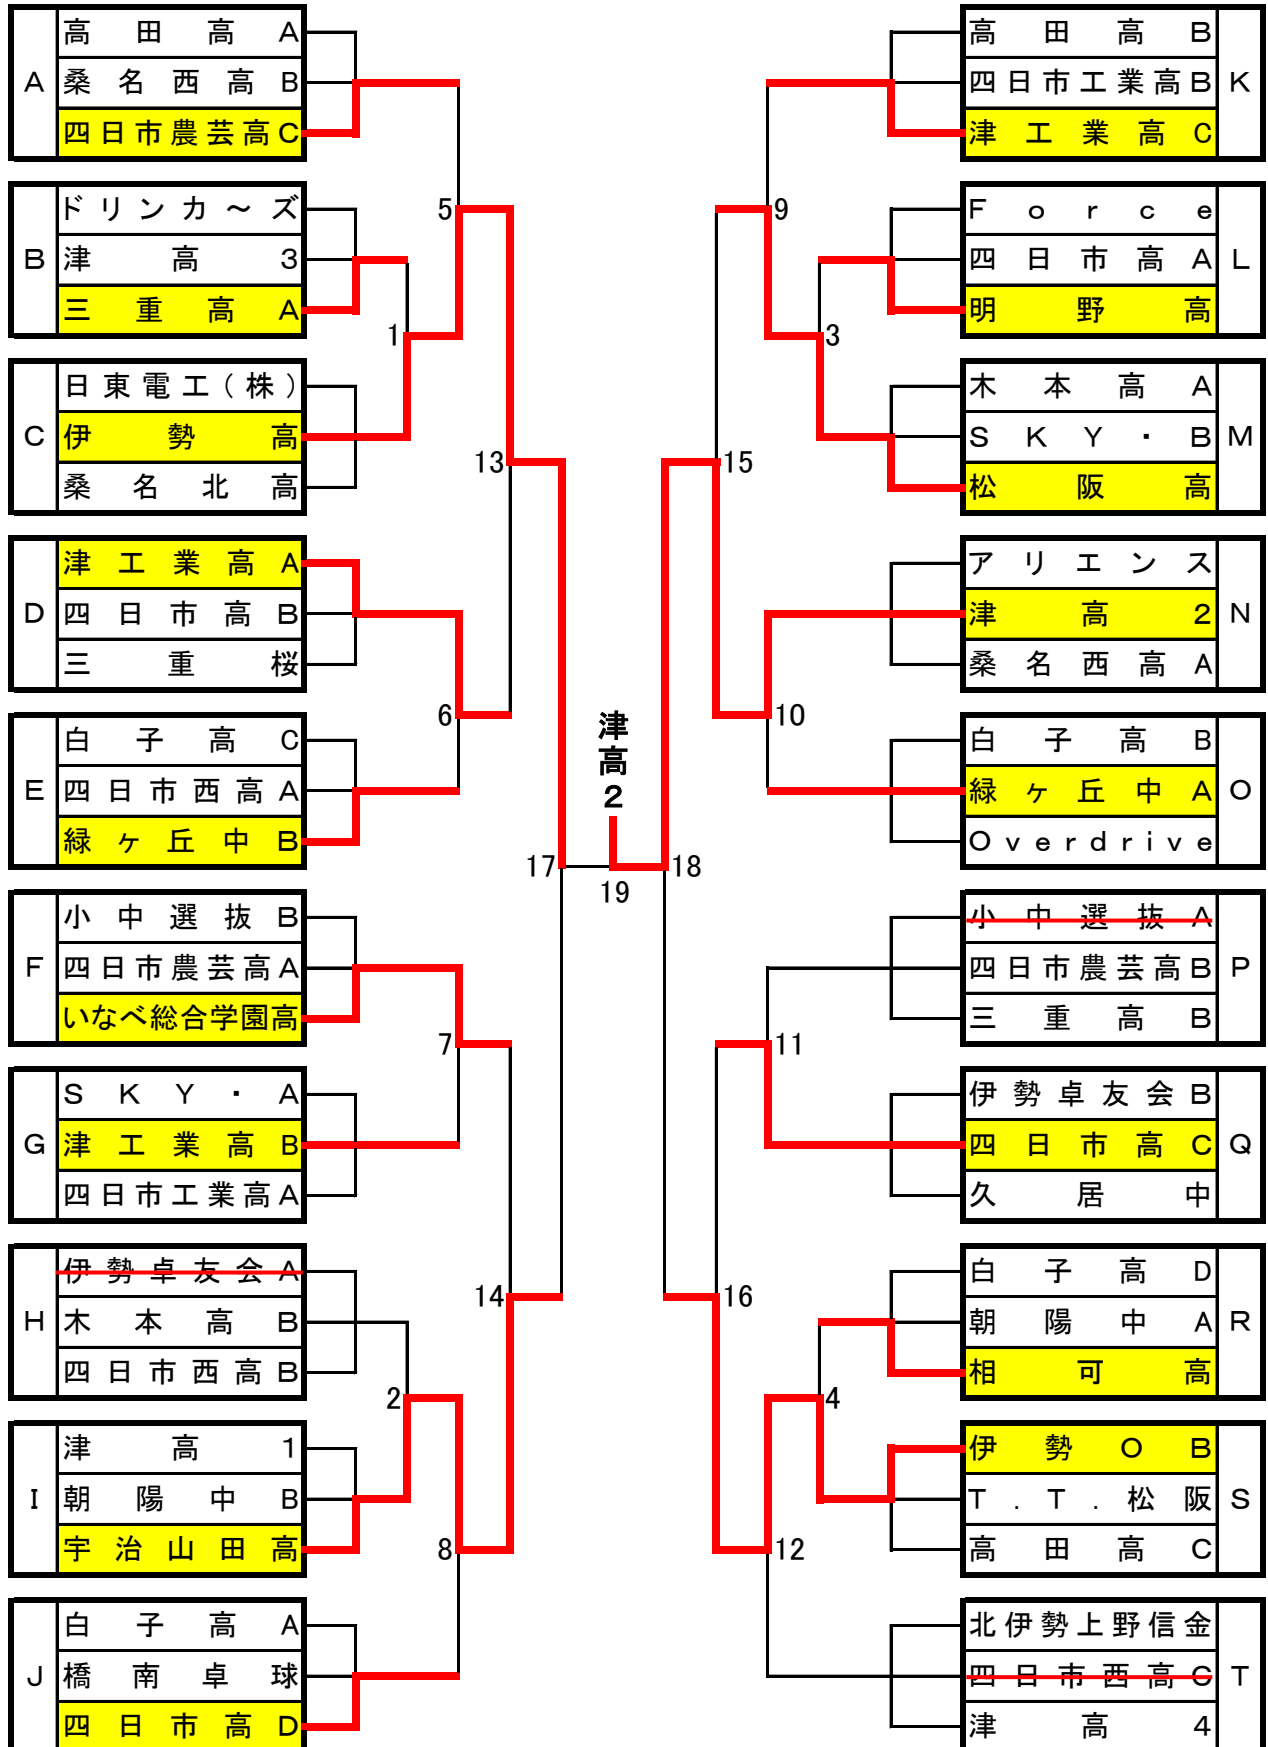 A
高田高A
桑名西高B
四日市農芸高C
B
ドリンカ～ズ
津高3
三重高A
C
日東電工(株)
伊勢高
桑名北高
D
津工業高A
四日市高B
三重桜
E
白子高C
四日市西高A
緑ヶ丘中B
F
小中選抜B
四日市農芸高A
いなべ総合学園高
G
SKY・A
津工業高B
四日市工業高A
H
伊勢卓友会A
木本高B
四日市西高B
I
津高1
朝陽中B
宇治山田高
J
白子高A
橋南卓球
四日市高D
5
1
13
6
17
7
14
2
8
津高2
19
9
3
15
10
18
11
16
4
12
高田高B
四日市工業高B
津工業高C
K
Force
四日市高A
明野高
L
木本高A
SKY・B
松阪高
M
アリエンス
津高2
桑名西高A
N
白子高B
緑ヶ丘中A
Overdrive
O
小中選抜A
四日市農芸高B
三重高B
P
伊勢卓友会B
四日市高C
久居中
Q
白子高D
朝陽中A
相可高
R
伊勢OB
T.T.松阪
高田高C
S
北伊勢上野信金
四日市西高C
津高4
T